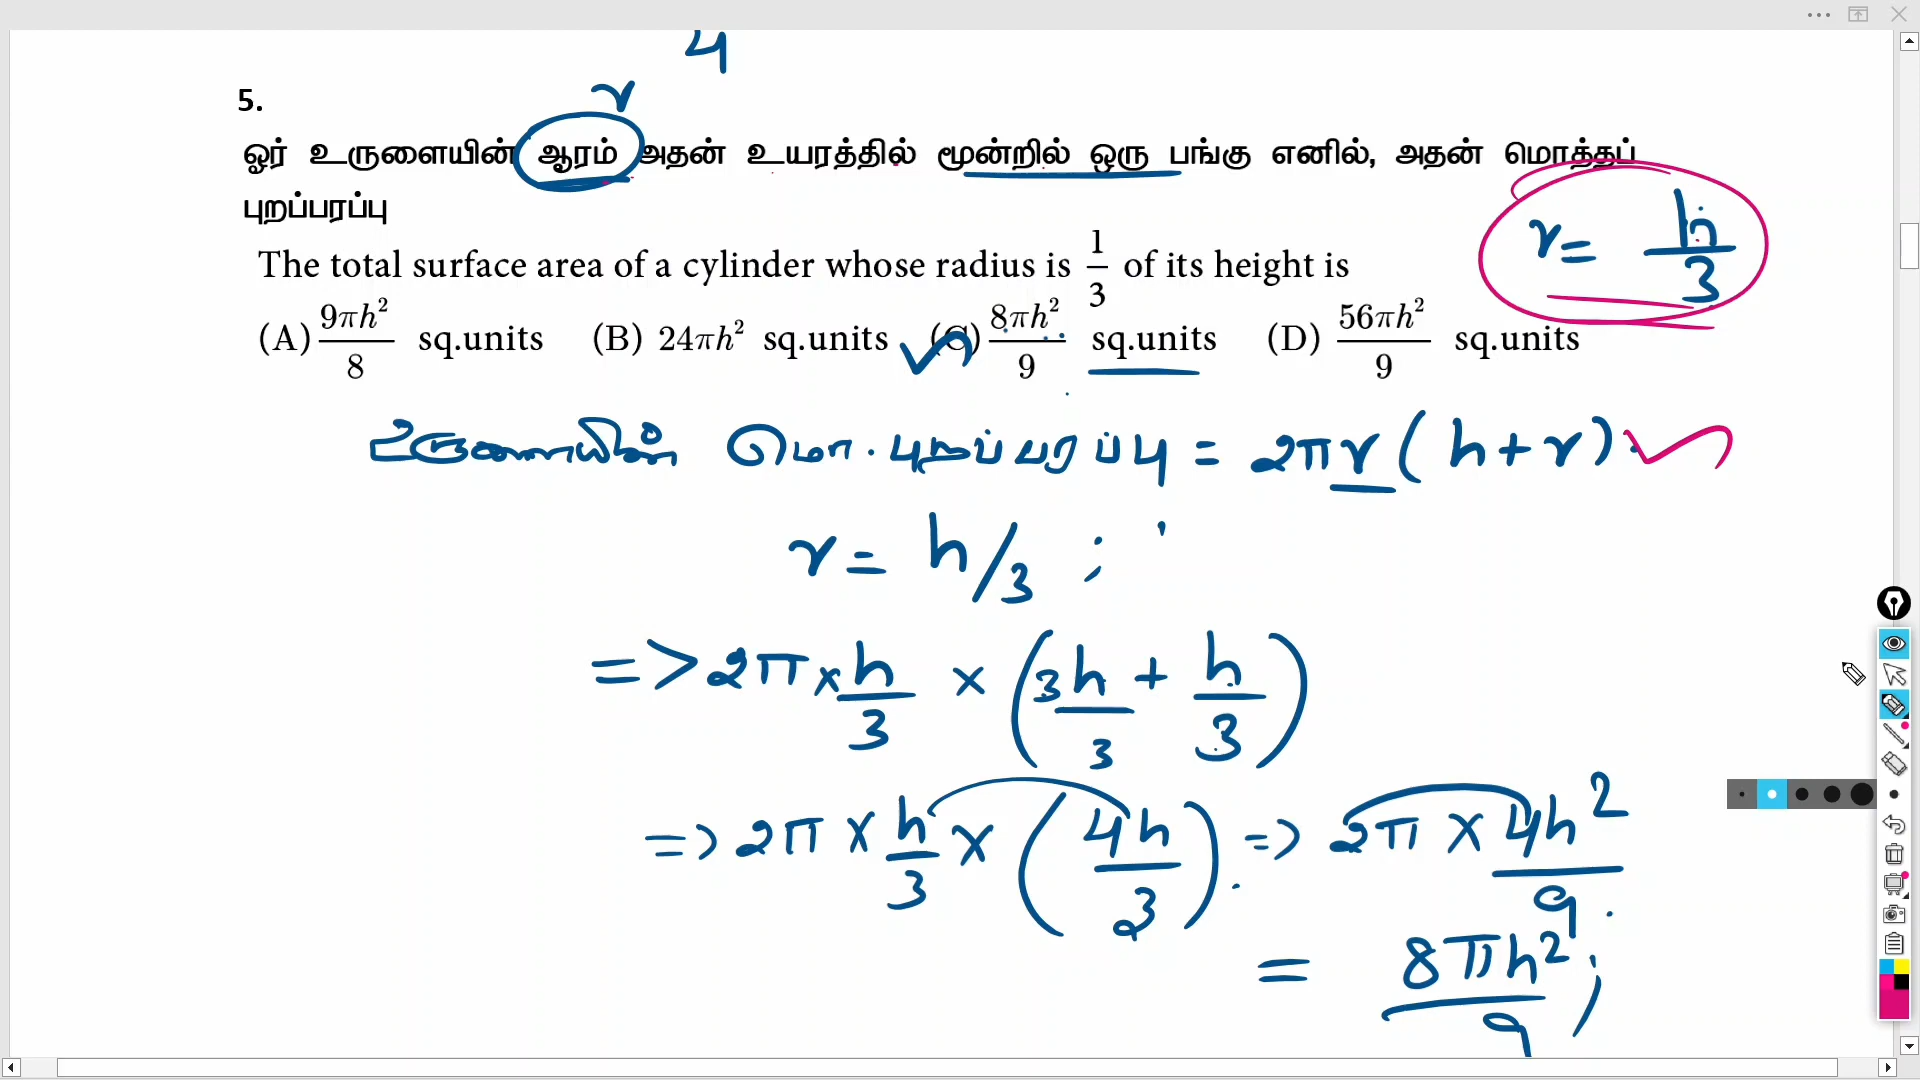 4
5.
r
ஓர் உருளையின் ஆரம் அதன் உயரத்தில் மூன்றில் ஒரு பங்கு எனில், அதன் மொத்தப்
புறப்பரப்பு
r = h/3
The total surface area of a cylinder whose radius is 1/3 of its height is
(A) 9πh²/8 sq.units (B) 24πh² sq.units (C) 8πh²/9 sq.units (D) 56πh²/9 sq.units
உருளையின் மொ. புறப்பரப்பு = 2πr ( h + r ).
r = h/3 ;
=> 2π × h/3 × ( 3h/3 + h/3 )
=> 2π × h/3 × ( 4h/3 ). => 2π × 4h²/9.
= 8πh²/9 ;